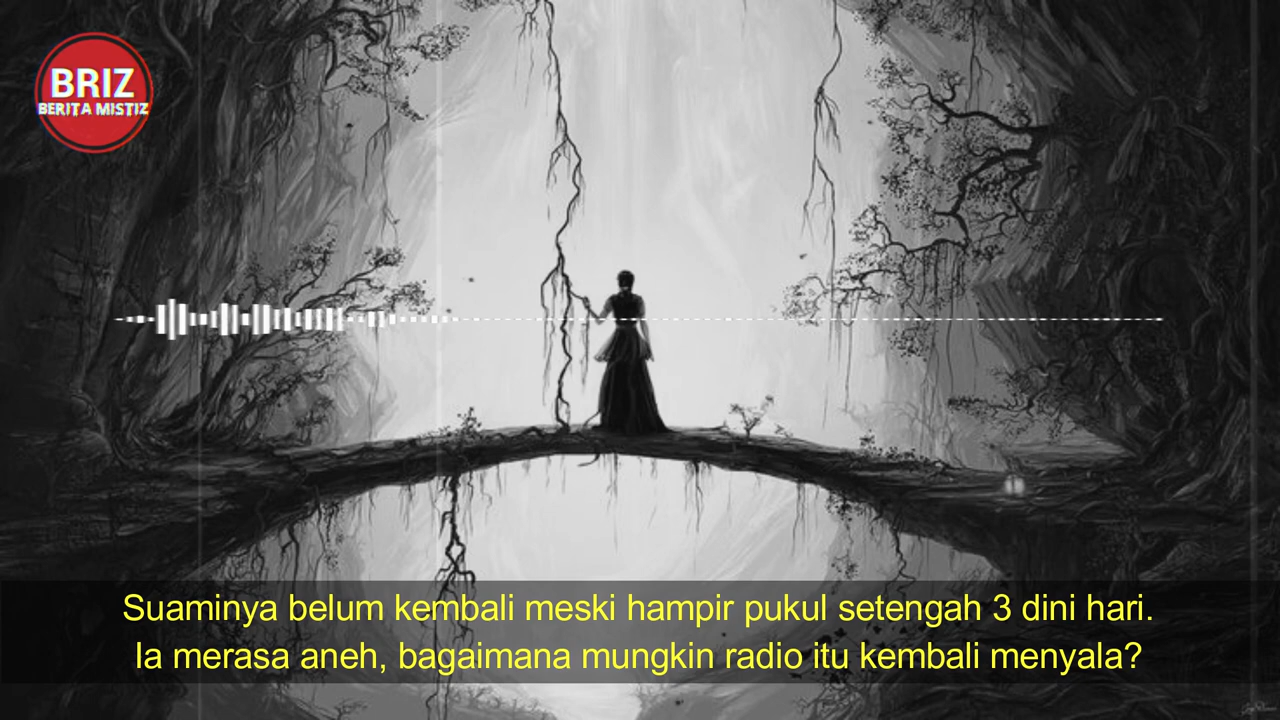 BRIZ
BERITA MISTIZ
Suaminya belum kembali meski hampir pukul setengah 3 dini hari.
Ia merasa aneh, bagaimana mungkin radio itu kembali menyala?